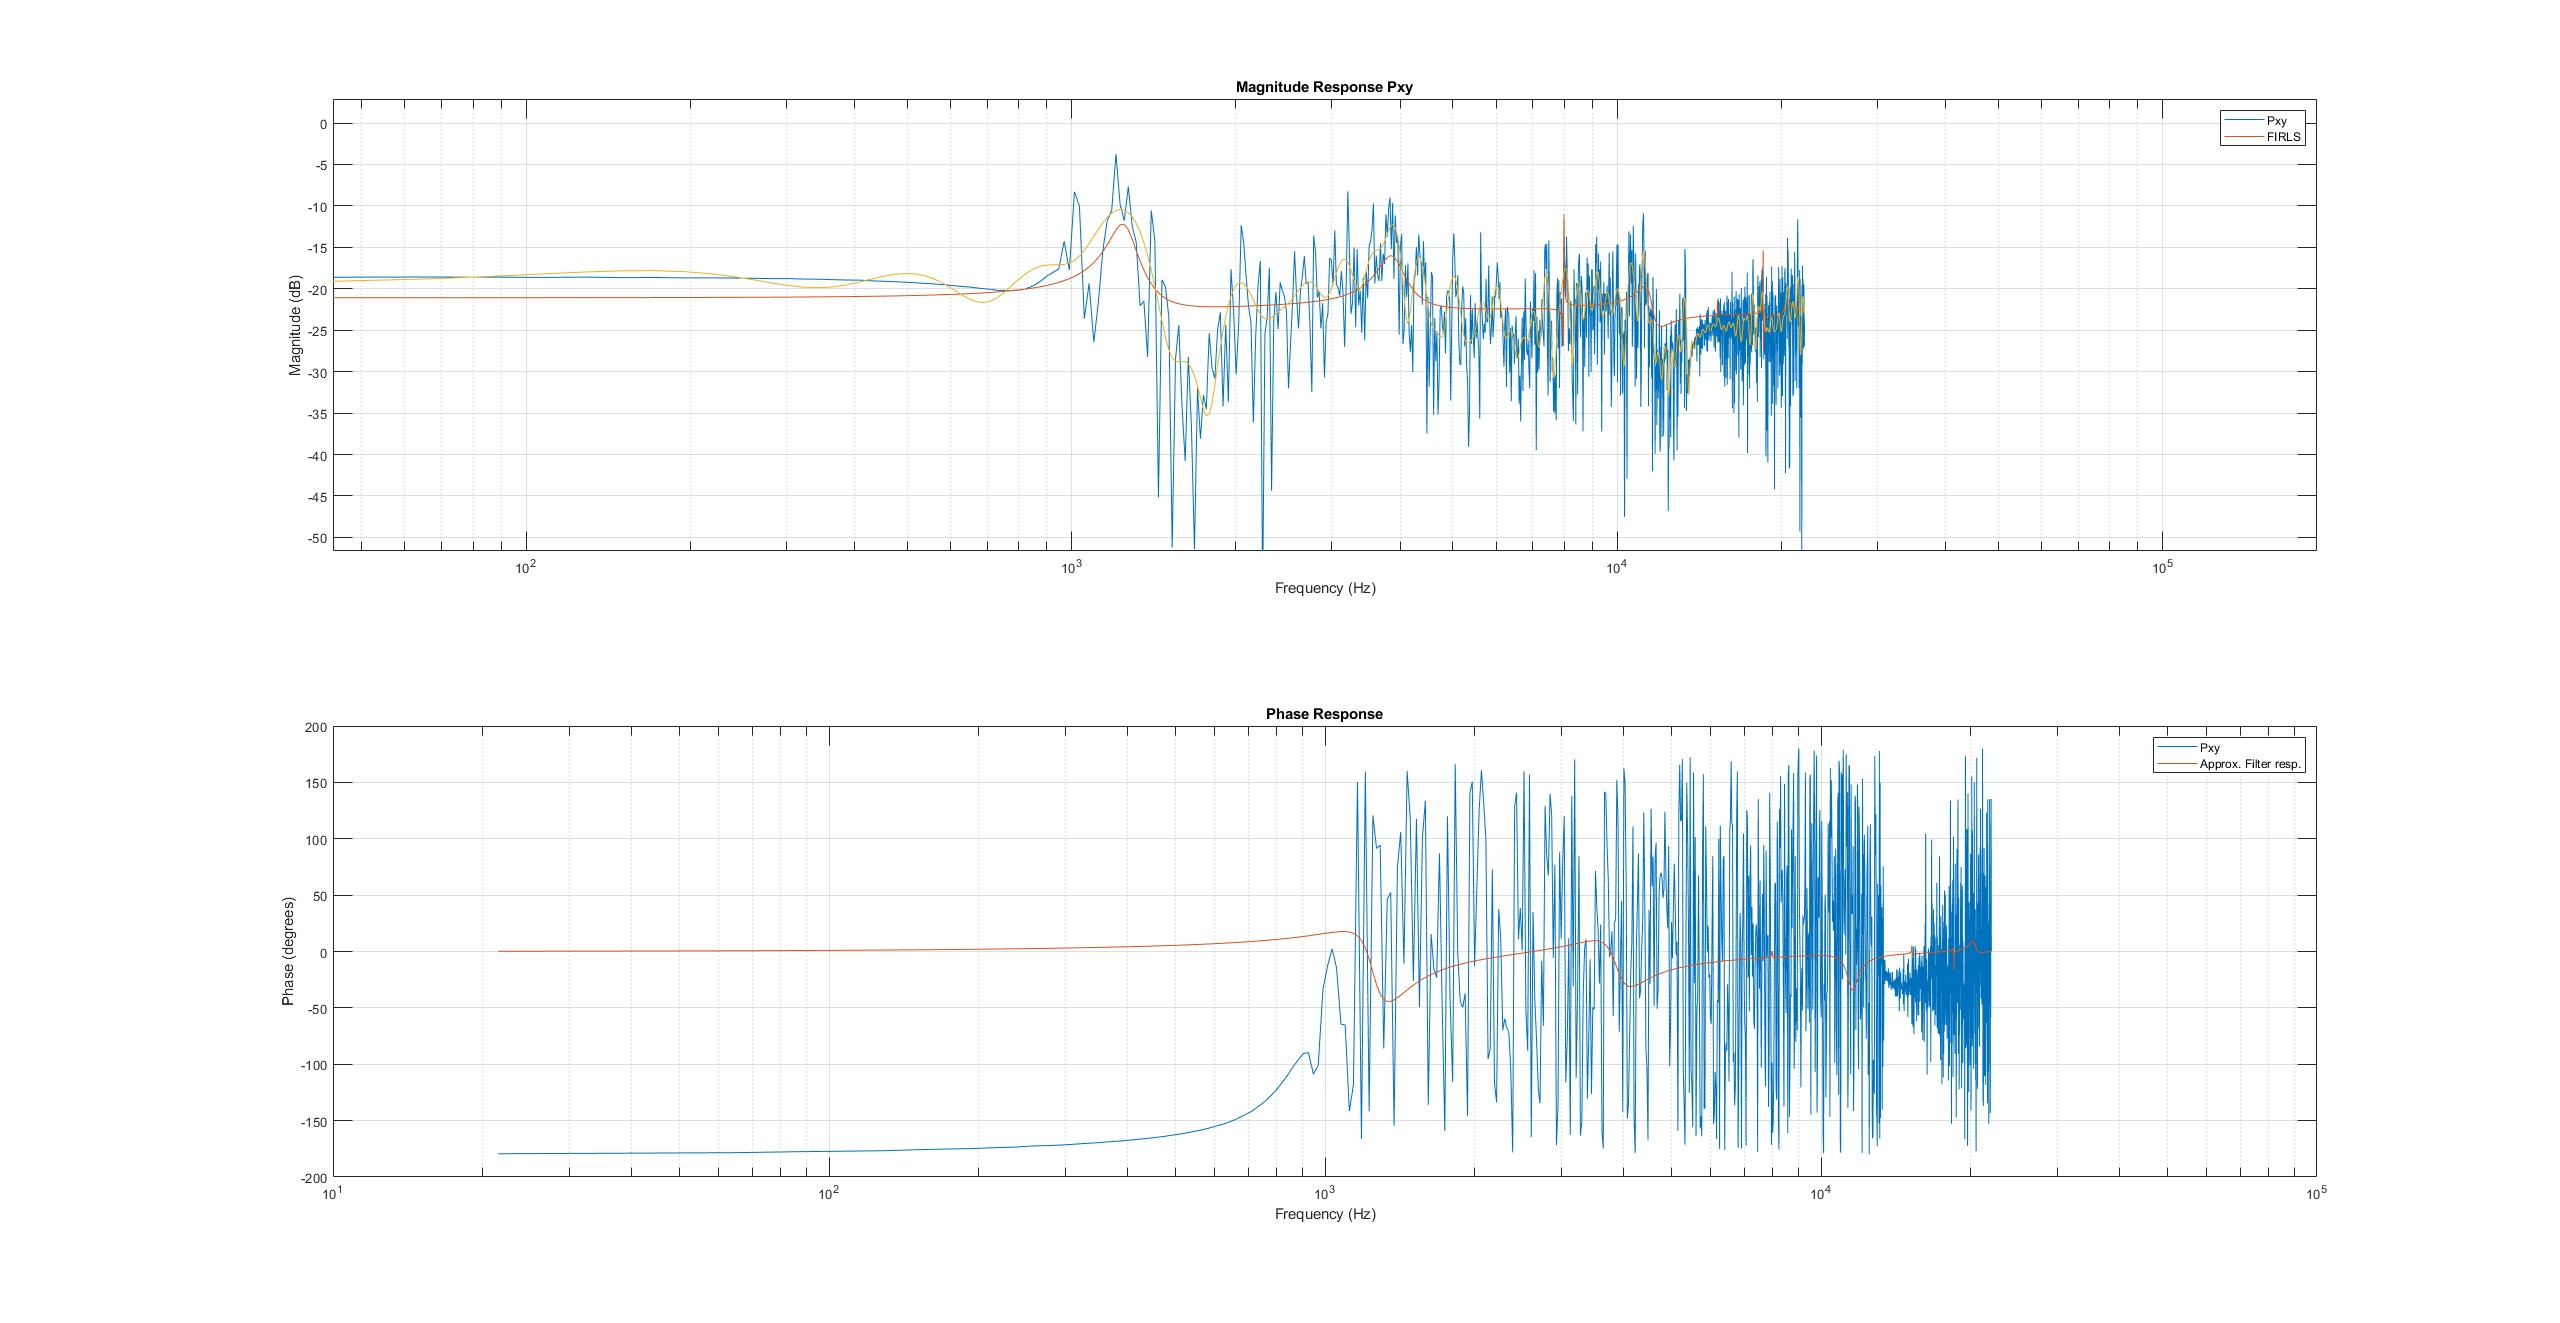 Magnitude Response Pxy
Pxy
FIRLS
0
-5
-10
-15
-20
-25
-30
-35
-40
-45
-50
Magnitude (dB)
10^2
10^3
10^4
10^5
Frequency (Hz)
Phase Response
Pxy
Approx. Filter resp.
200
150
100
50
0
-50
-100
-150
-200
Phase (degrees)
10^1
10^2
10^3
10^4
10^5
Frequency (Hz)